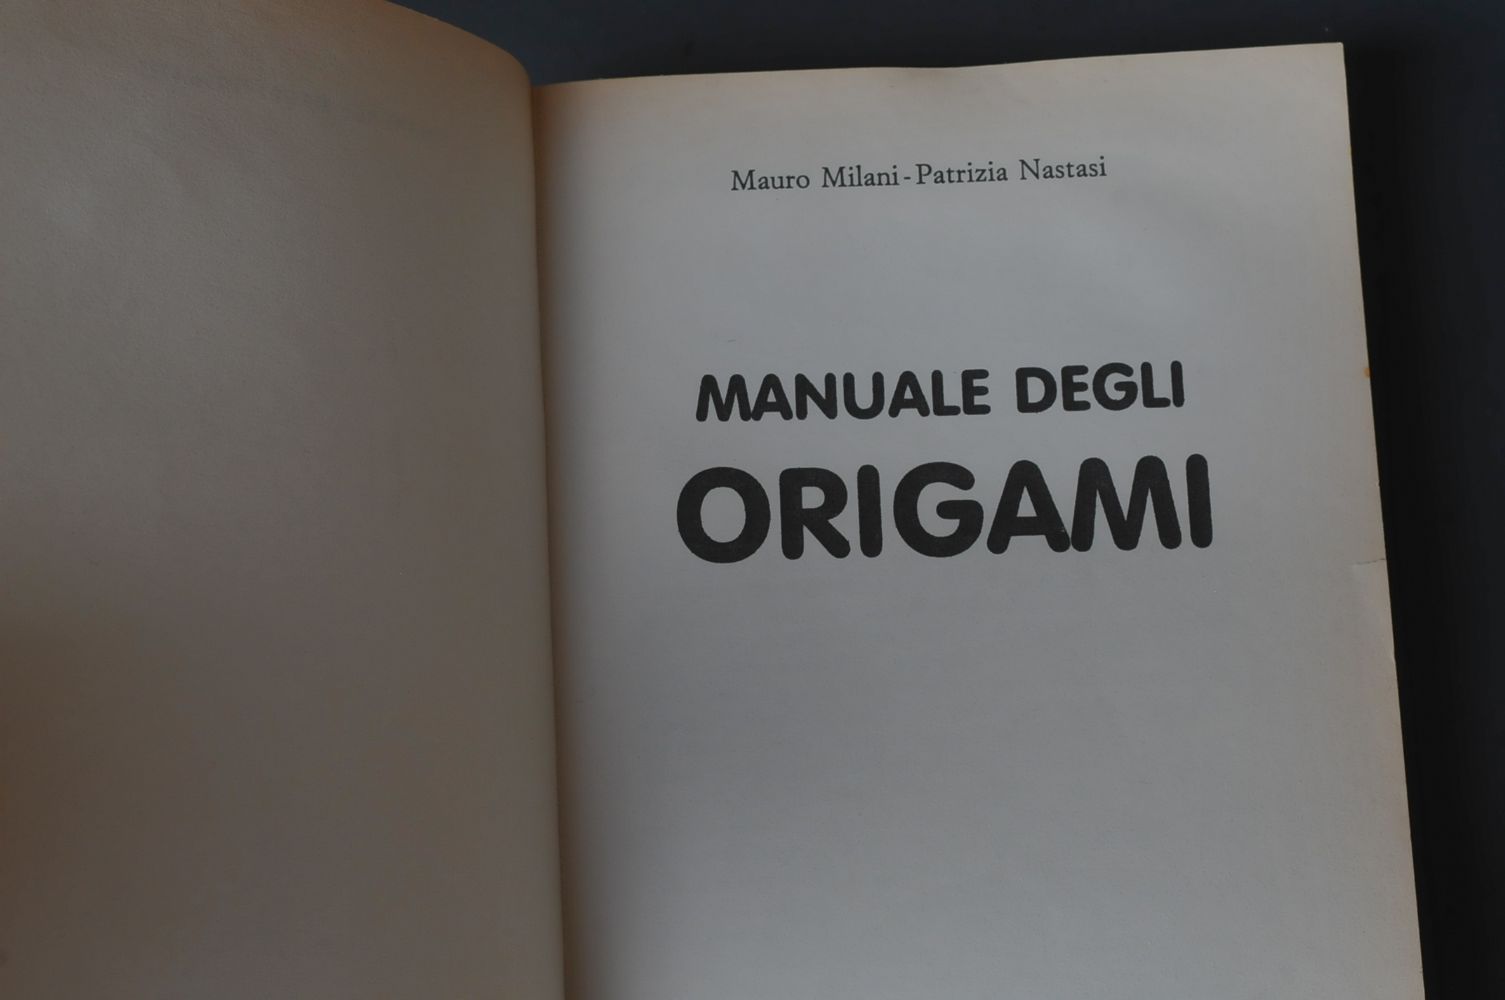 Mauro Milani - Patrizia Nastasi
MANUALE DEGLI
ORIGAMI